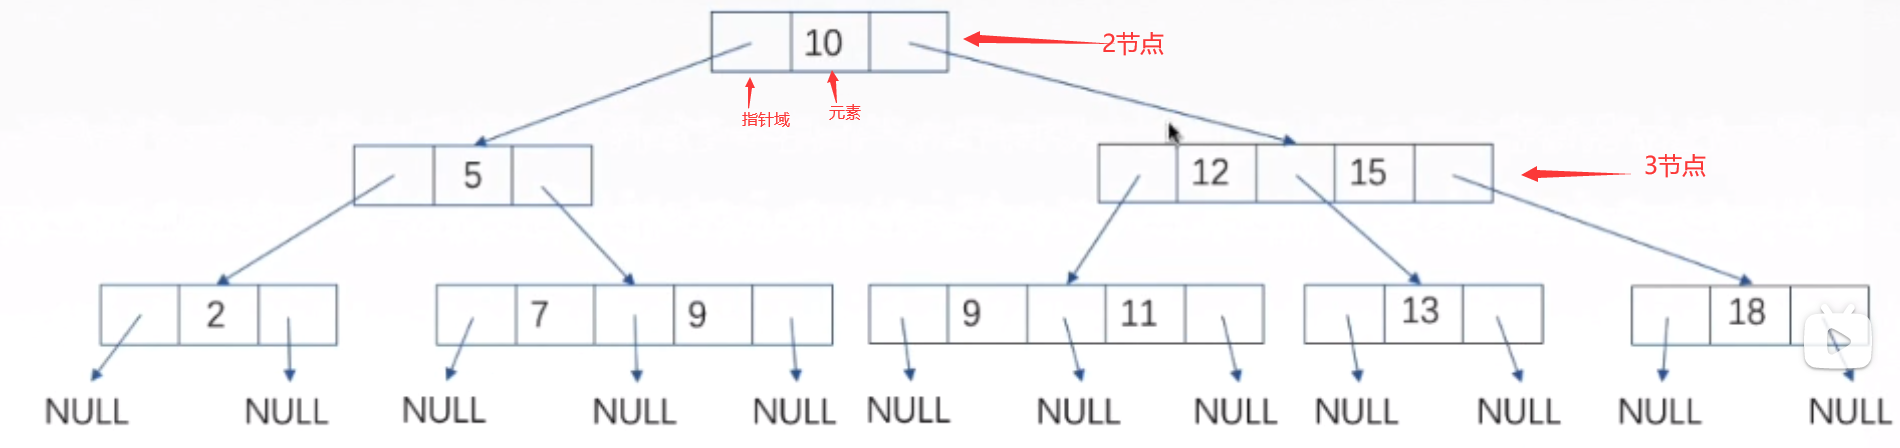 10
2节点
指针域
元素
5
12 15
3节点
2
7 9
9 11
13
18
NULL NULL NULL NULL NULL NULL NULL NULL NULL NULL NULL NULL